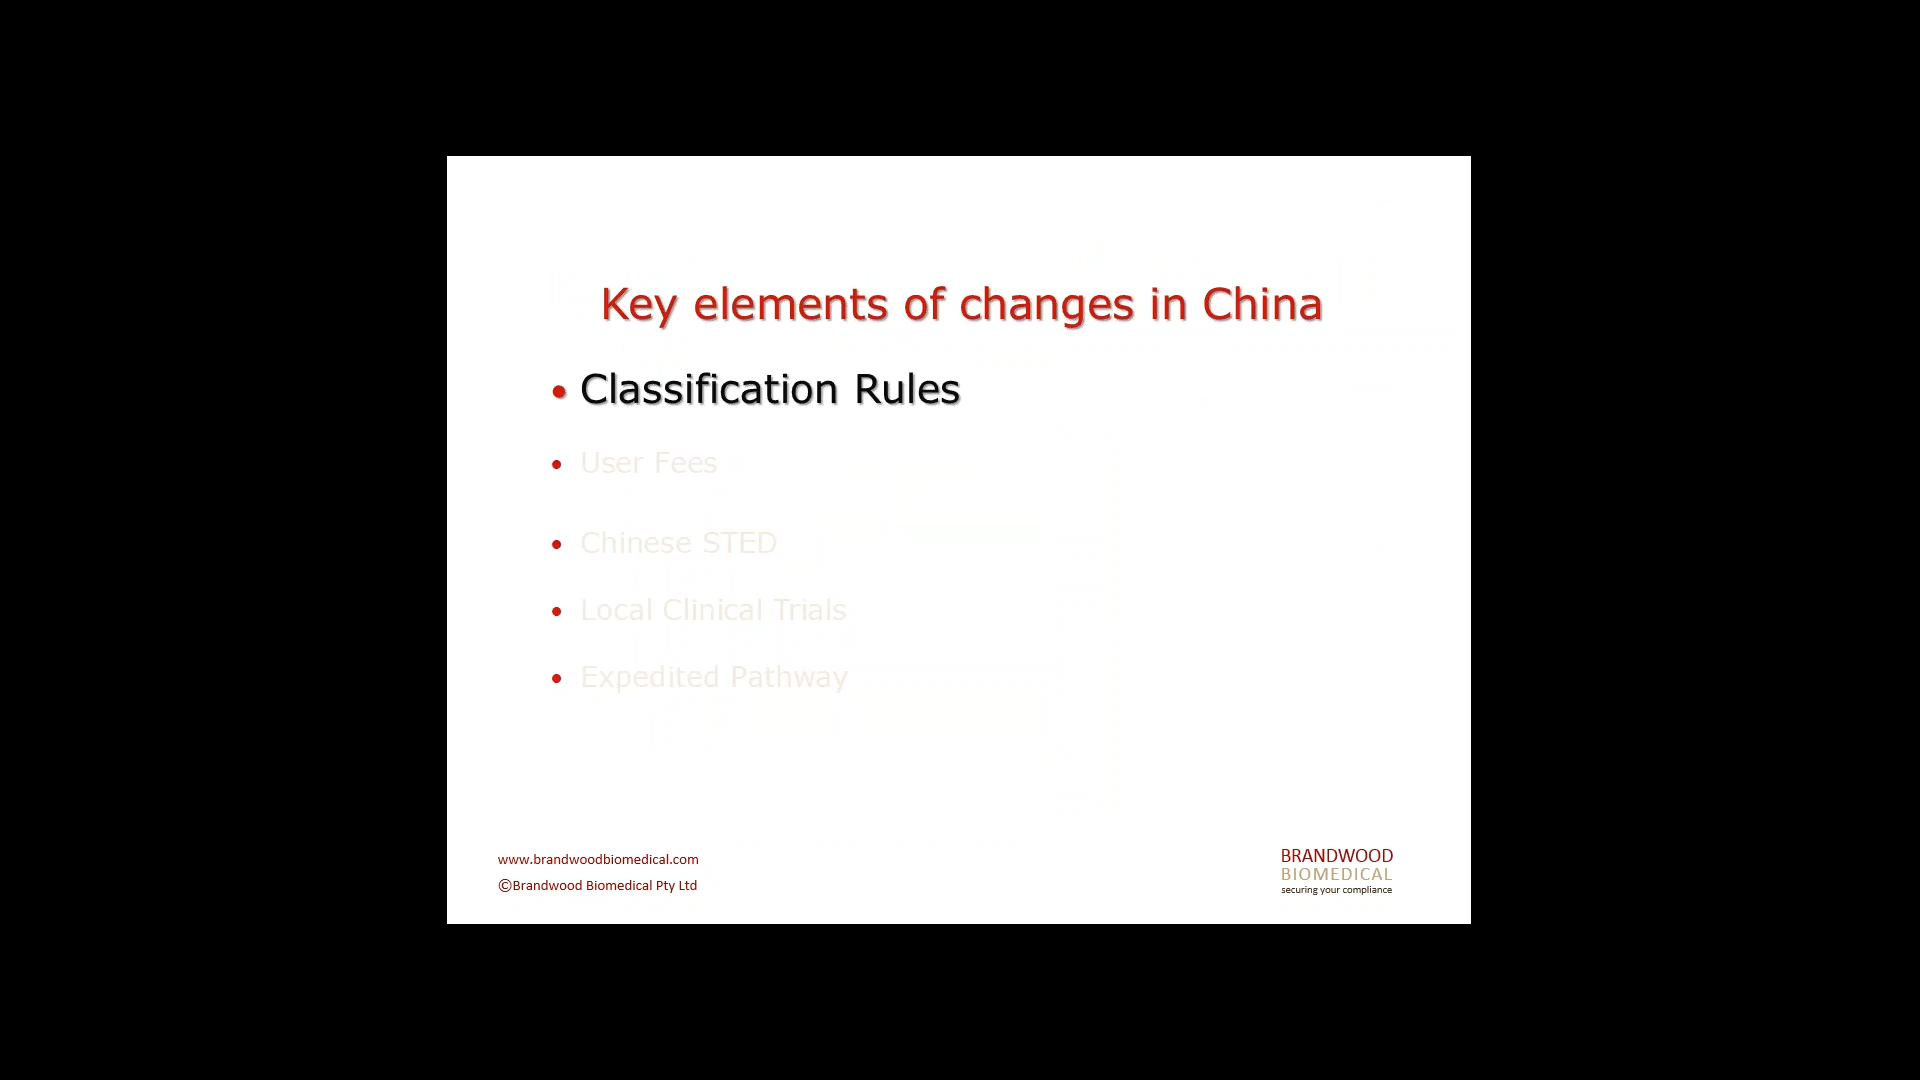 Key elements of changes in China
• Classification Rules
• User Fees
• Chinese STED
• Local Clinical Trials
• Expedited Pathway
www.brandwoodbiomedical.com
©Brandwood Biomedical Pty Ltd
BRANDWOOD
BIOMEDICAL
securing your compliance